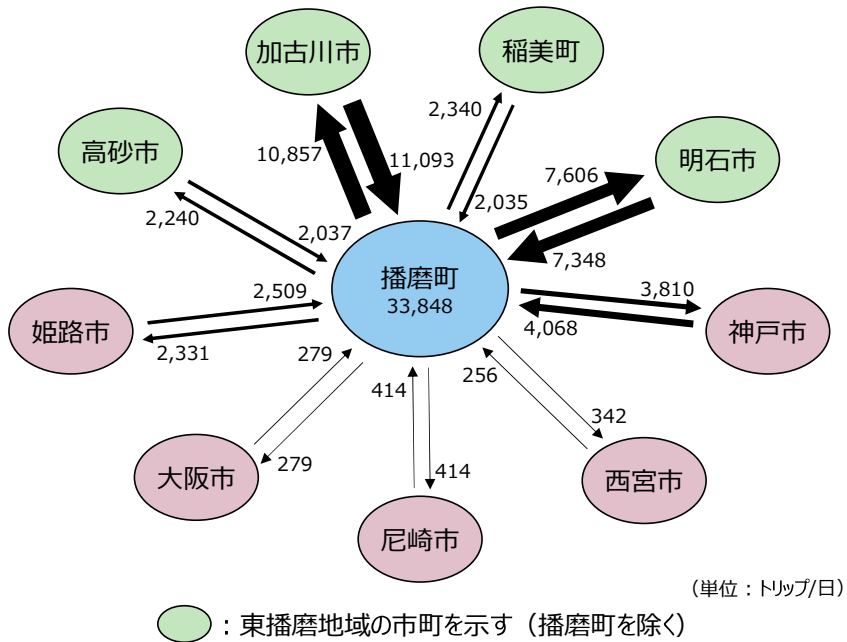 加古川市
稲美町
2,340
高砂市
10,857
11,093
明石市
7,606
2,240
2,035
2,037
7,348
播磨町
33,848
2,509
3,810
姫路市
4,068
神戸市
2,331
279
414
256
342
大阪市
279
414
西宮市
尼崎市
(単位:トリップ/日)
:東播磨地域の市町を示す(播磨町を除く)